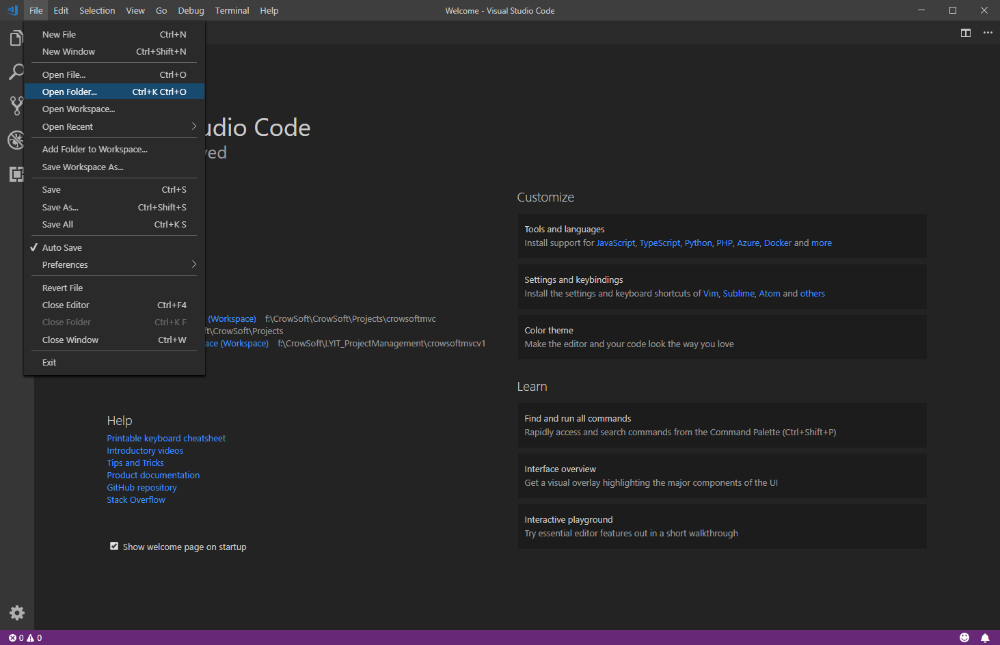 File Edit Selection View Go Debug Terminal Help Welcome - Visual Studio Code
New File Ctrl+N
New Window Ctrl+Shift+N
Open File... Ctrl+O
Open Folder... Ctrl+K Ctrl+O
Open Workspace...
Open Recent
Add Folder to Workspace...
Save Workspace As...
Save Ctrl+S
Save As... Ctrl+Shift+S
Save All Ctrl+K S
Auto Save
Preferences
Revert File
Close Editor Ctrl+F4
Close Folder Ctrl+K F
Close Window Ctrl+W
Exit
udio Code
ved
(Workspace) f:\CrowSoft\CrowSoft\Projects\crowsoftmvc
ft\CrowSoft\Projects
ace (Workspace) f:\CrowSoft\LYIT_ProjectManagement\crowsoftmvcv1
Help
Printable keyboard cheatsheet
Introductory videos
Tips and Tricks
Product documentation
GitHub repository
Stack Overflow
Show welcome page on startup
Customize
Tools and languages
Install support for JavaScript, TypeScript, Python, PHP, Azure, Docker and more
Settings and keybindings
Install the settings and keyboard shortcuts of Vim, Sublime, Atom and others
Color theme
Make the editor and your code look the way you love
Learn
Find and run all commands
Rapidly access and search commands from the Command Palette (Ctrl+Shift+P)
Interface overview
Get a visual overlay highlighting the major components of the UI
Interactive playground
Try essential editor features out in a short walkthrough
0 0